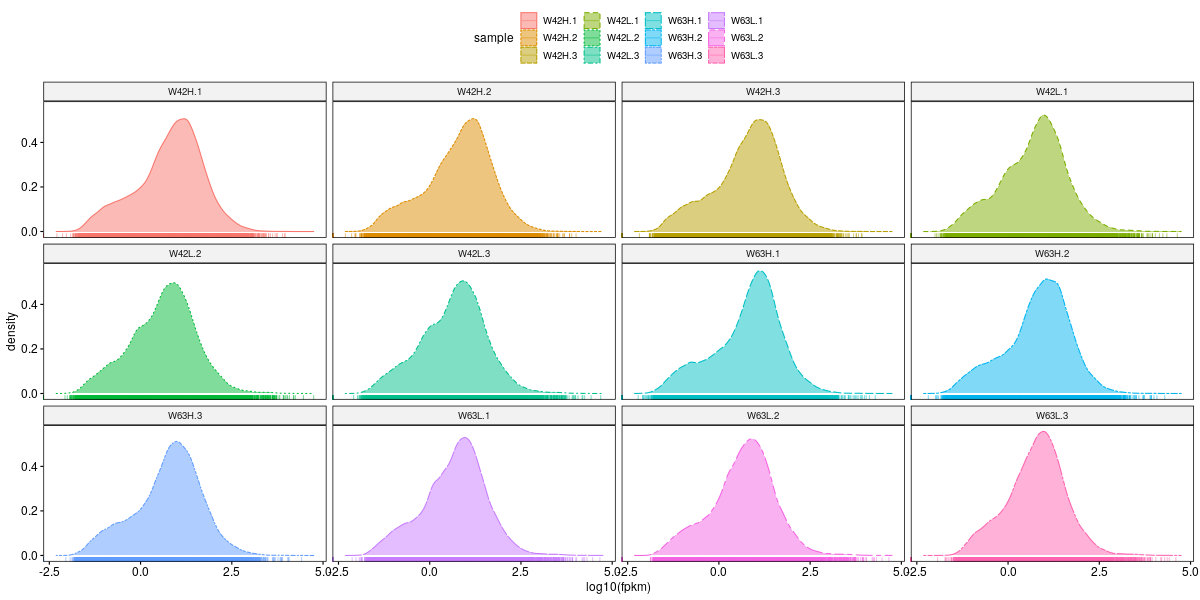 W42H.1 W42L.1 W63H.1 W63L.1
sample W42H.2 W42L.2 W63H.2 W63L.2
W42H.3 W42L.3 W63H.3 W63L.3
W42H.1 W42H.2 W42H.3 W42L.1
0.4
0.2
0.0
W42L.2 W42L.3 W63H.1 W63H.2
0.4
0.2
0.0
density
W63H.3 W63L.1 W63L.2 W63L.3
0.4
0.2
0.0
-2.5 0.0 2.5 5.0 -2.5 0.0 2.5 5.0 -2.5 0.0 2.5 5.0 -2.5 0.0 2.5 5.0
log10(fpkm)